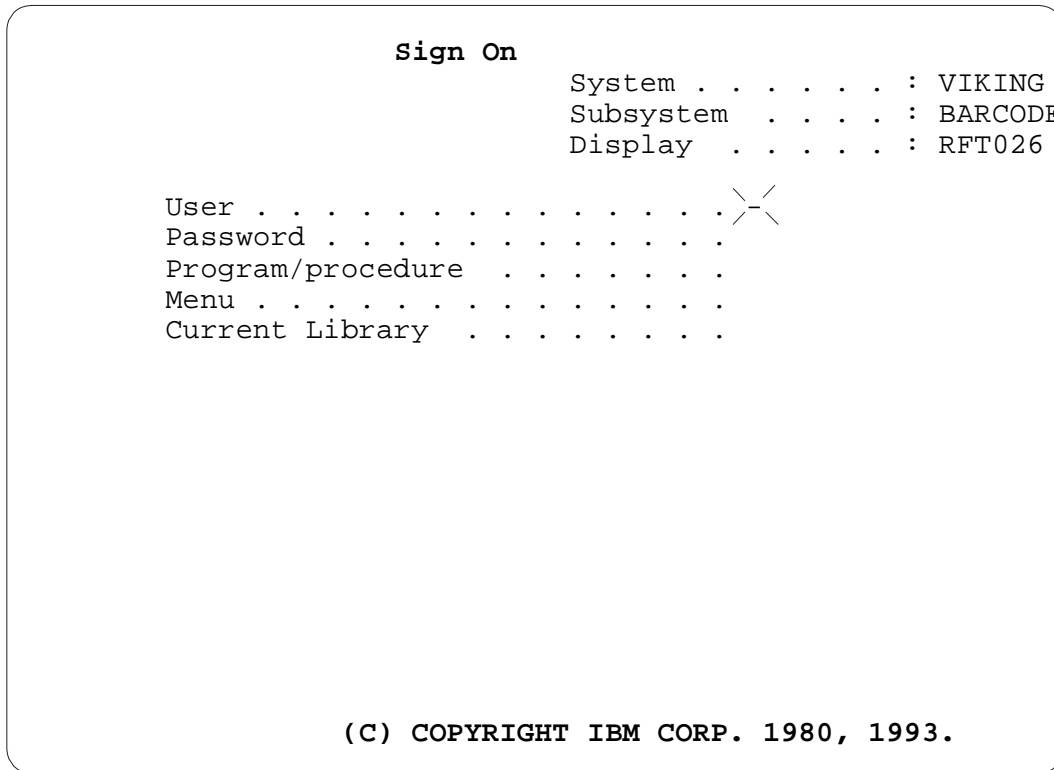 Sign On
System . . . . . . : VIKING
Subsystem . . . . : BARCODE
Display . . . . . : RFT026
User . . . . . . . . . . . . . . -
Password . . . . . . . . . . . .
Program/procedure . . . . . . .
Menu . . . . . . . . . . . . . .
Current Library . . . . . . . .
(C) COPYRIGHT IBM CORP. 1980, 1993.